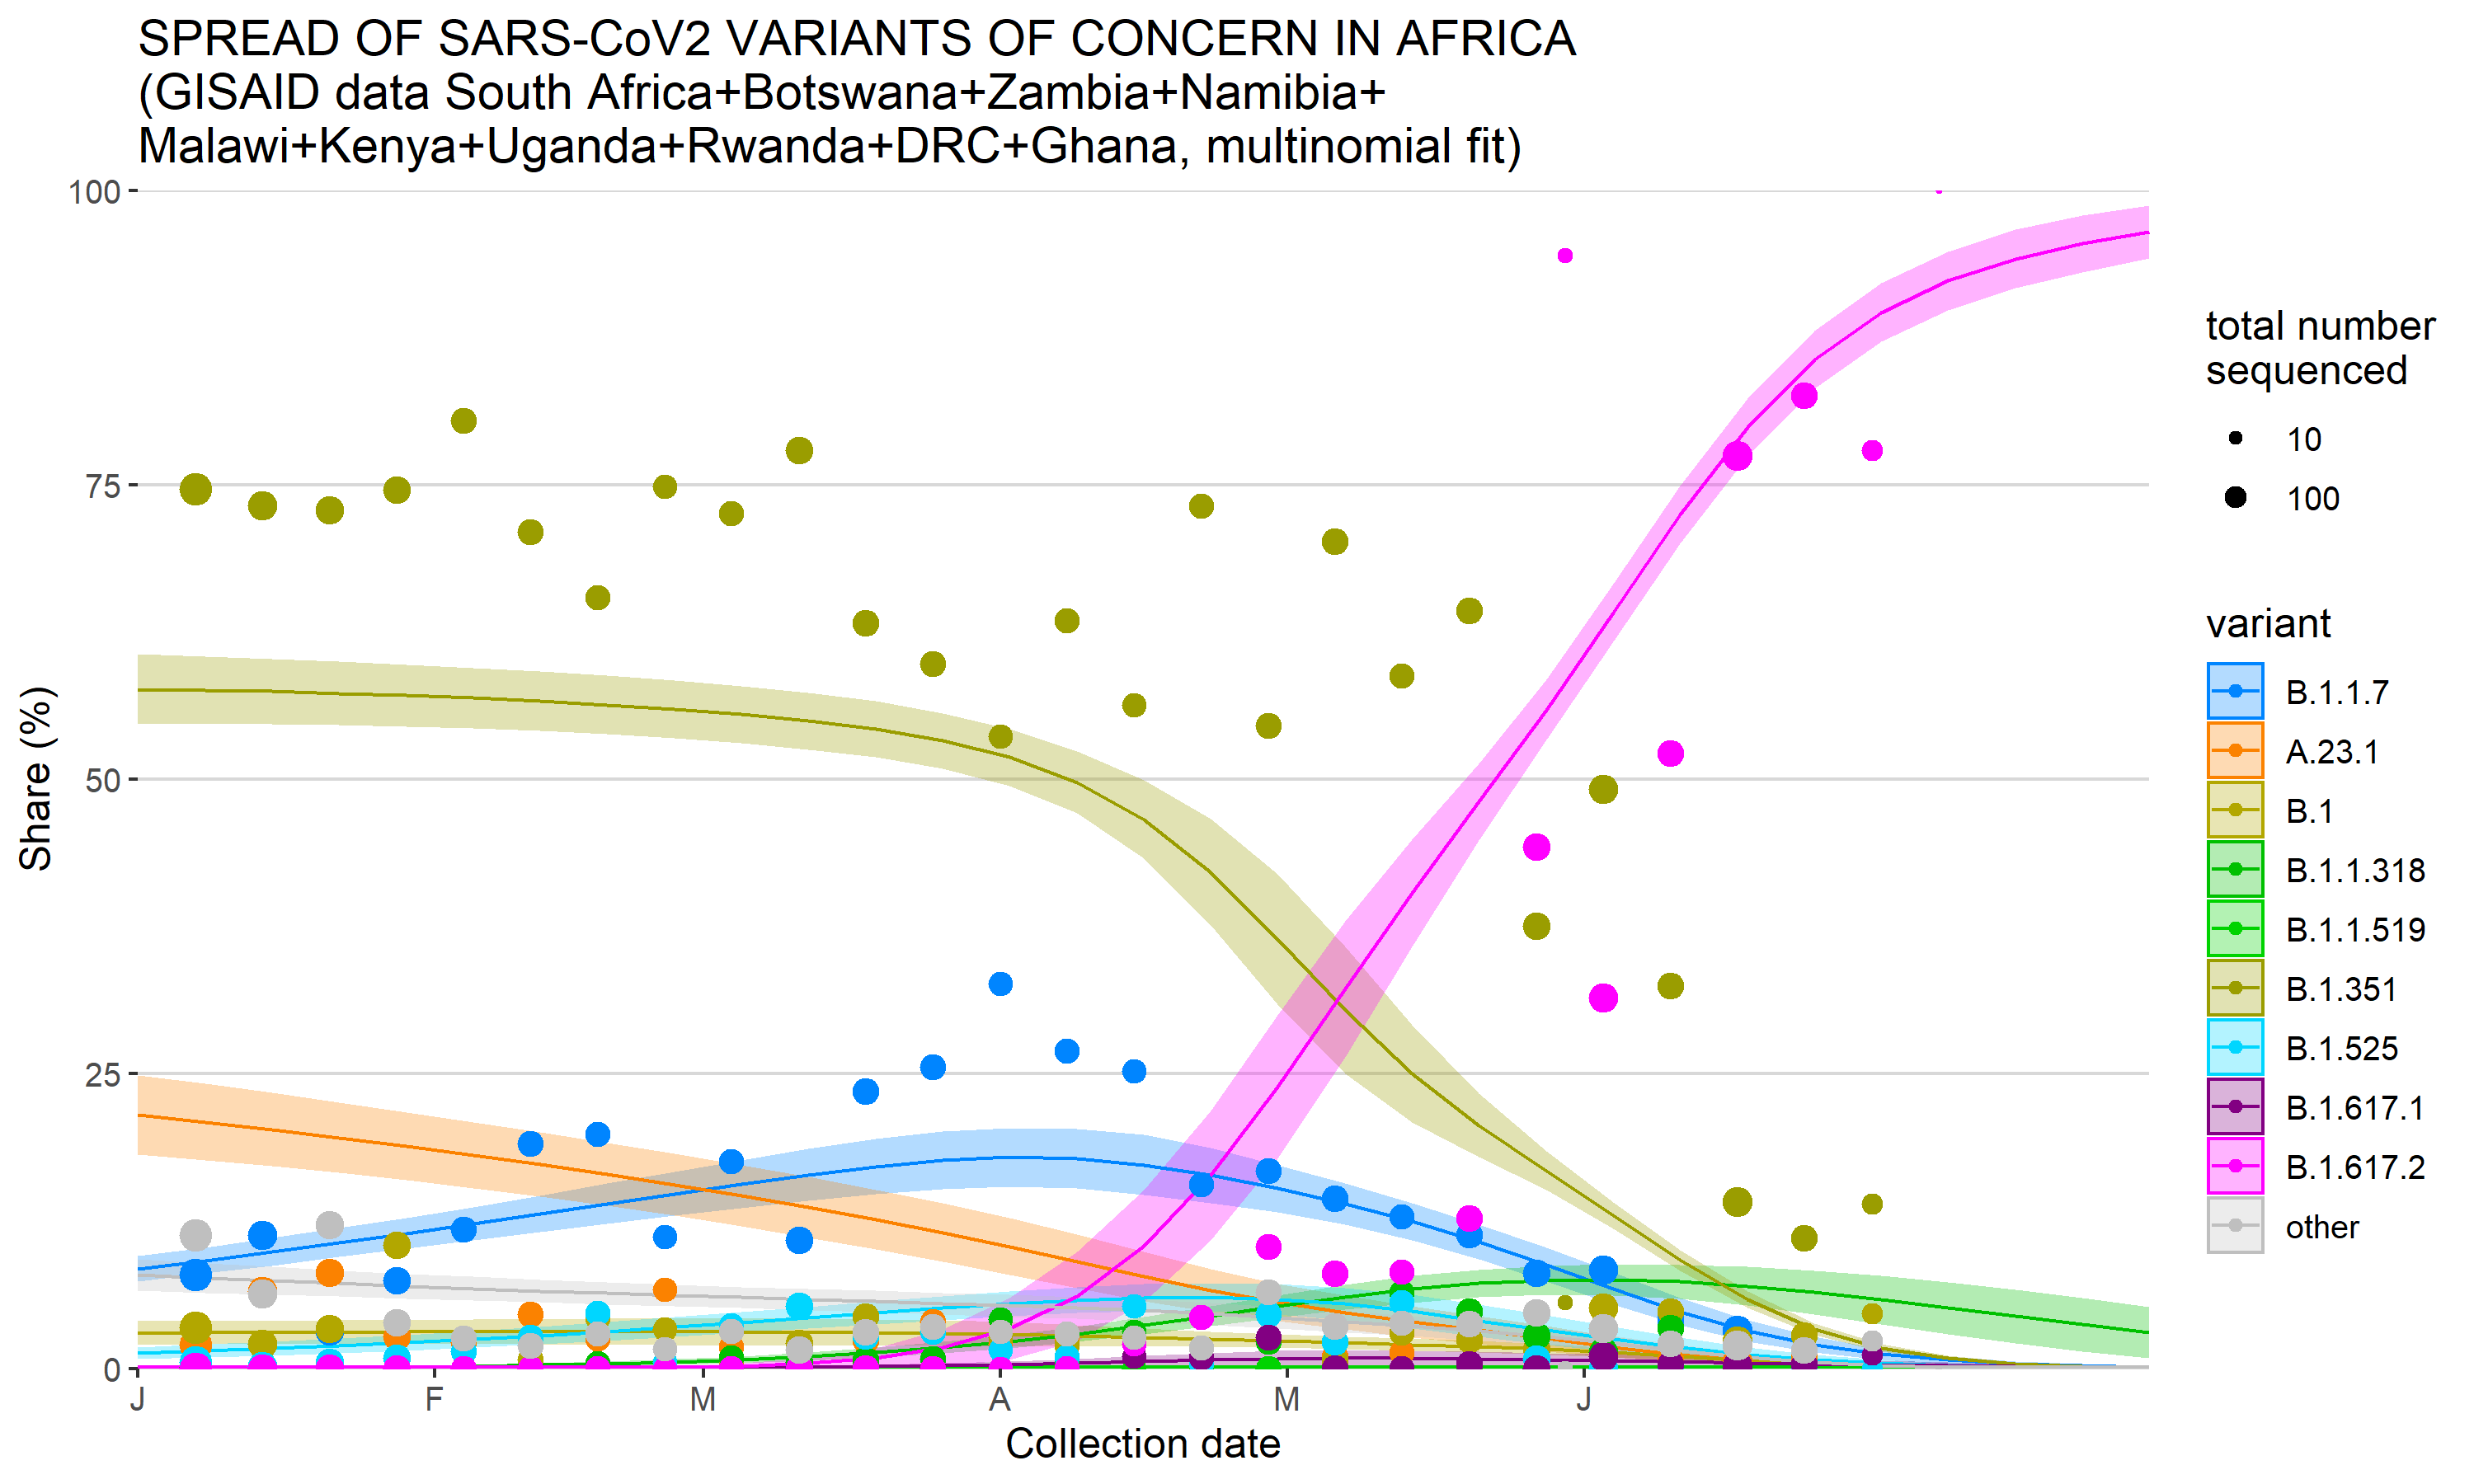 SPREAD OF SARS-CoV2 VARIANTS OF CONCERN IN AFRICA
(GISAID data South Africa+Botswana+Zambia+Namibia+
Malawi+Kenya+Uganda+Rwanda+DRC+Ghana, multinomial fit)
100
75
50
25
0
Share (%)
J F M A M J
Collection date
total number
sequenced
10
100
variant
B.1.1.7
A.23.1
B.1
B.1.1.318
B.1.1.519
B.1.351
B.1.525
B.1.617.1
B.1.617.2
other